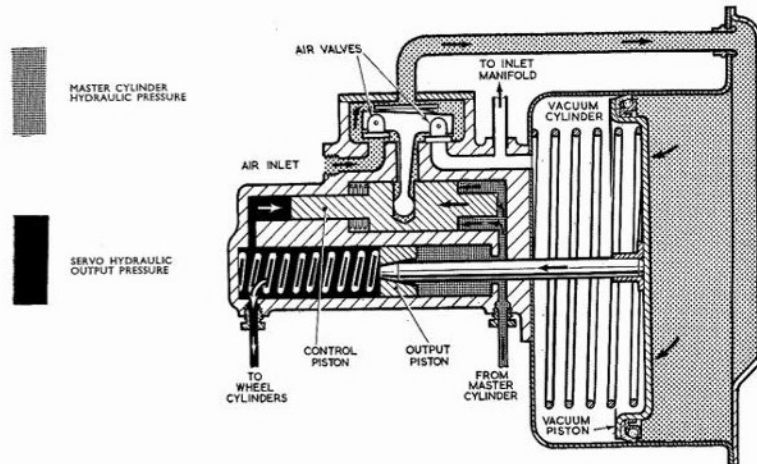 MASTER CYLINDER
HYDRAULIC PRESSURE
SERVO HYDRAULIC
OUTPUT PRESSURE
AIR VALVES
TO INLET
MANIFOLD
VACUUM
CYLINDER
AIR INLET
CONTROL
PISTON
OUTPUT
PISTON
TO
WHEEL
CYLINDERS
FROM
MASTER
CYLINDER
VACUUM
PISTON